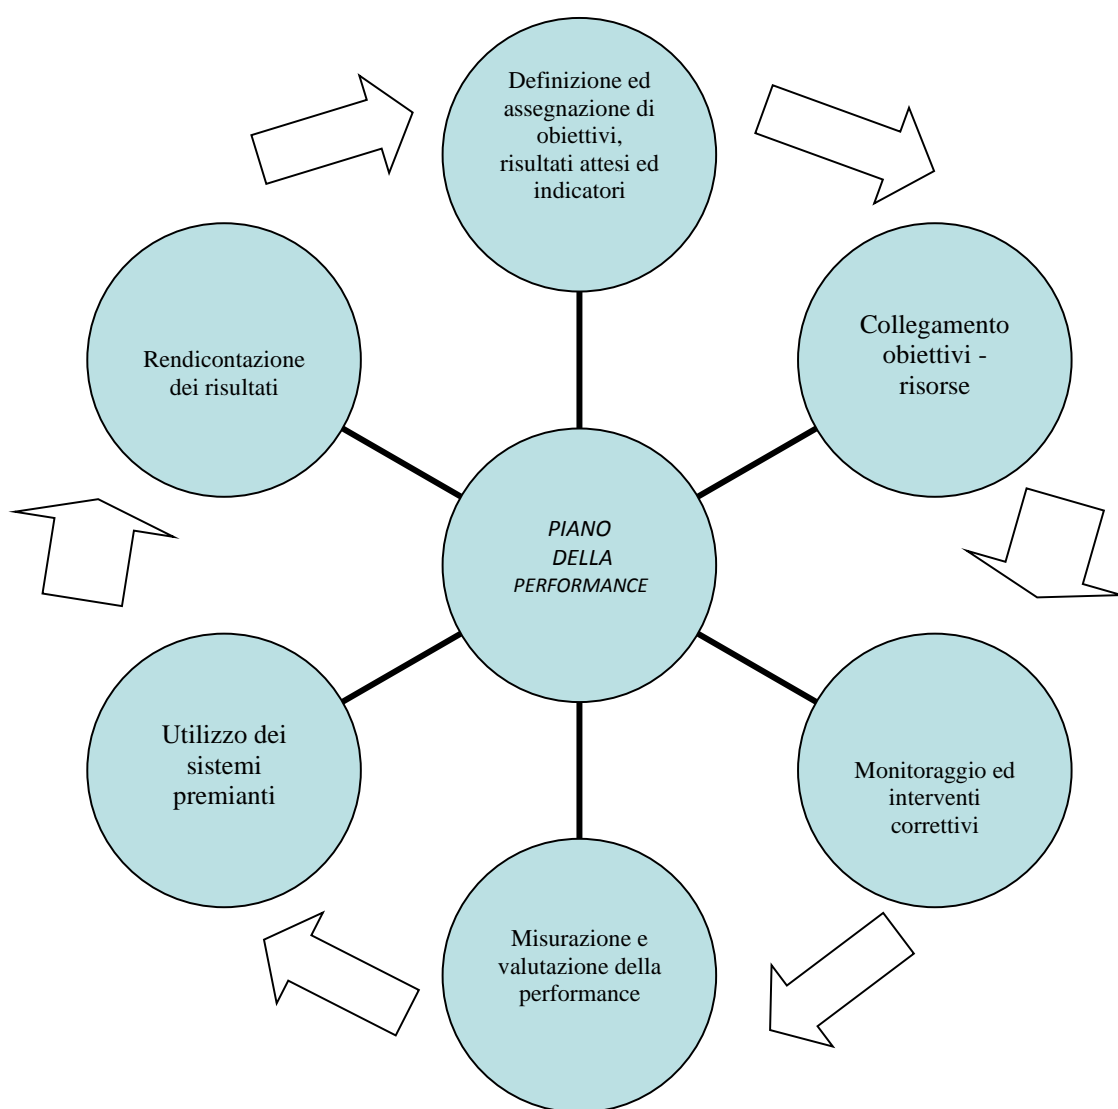 Definizione ed
assegnazione di
obiettivi,
risultati attesi ed
indicatori
Collegamento
obiettivi -
risorse
Rendicontazione
dei risultati
PIANO
DELLA
PERFORMANCE
Utilizzo dei
sistemi
premianti
Monitoraggio ed
interventi
correttivi
Misurazione e
valutazione della
performance